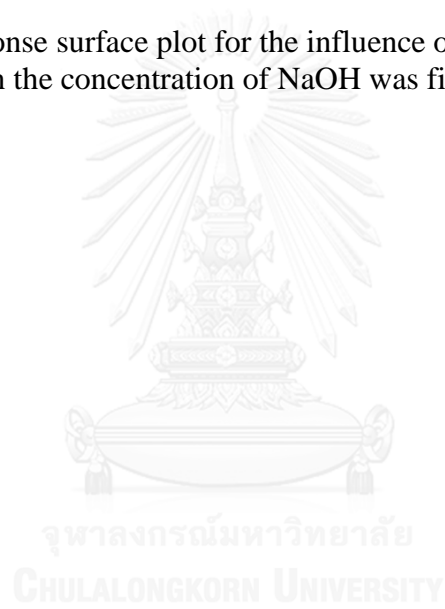 onse surface plot for the influence o
n the concentration of NaOH was fi
จุฬาลงกรณ์มหาวิทยาลัย
CHULALONGKORN UNIVERSITY